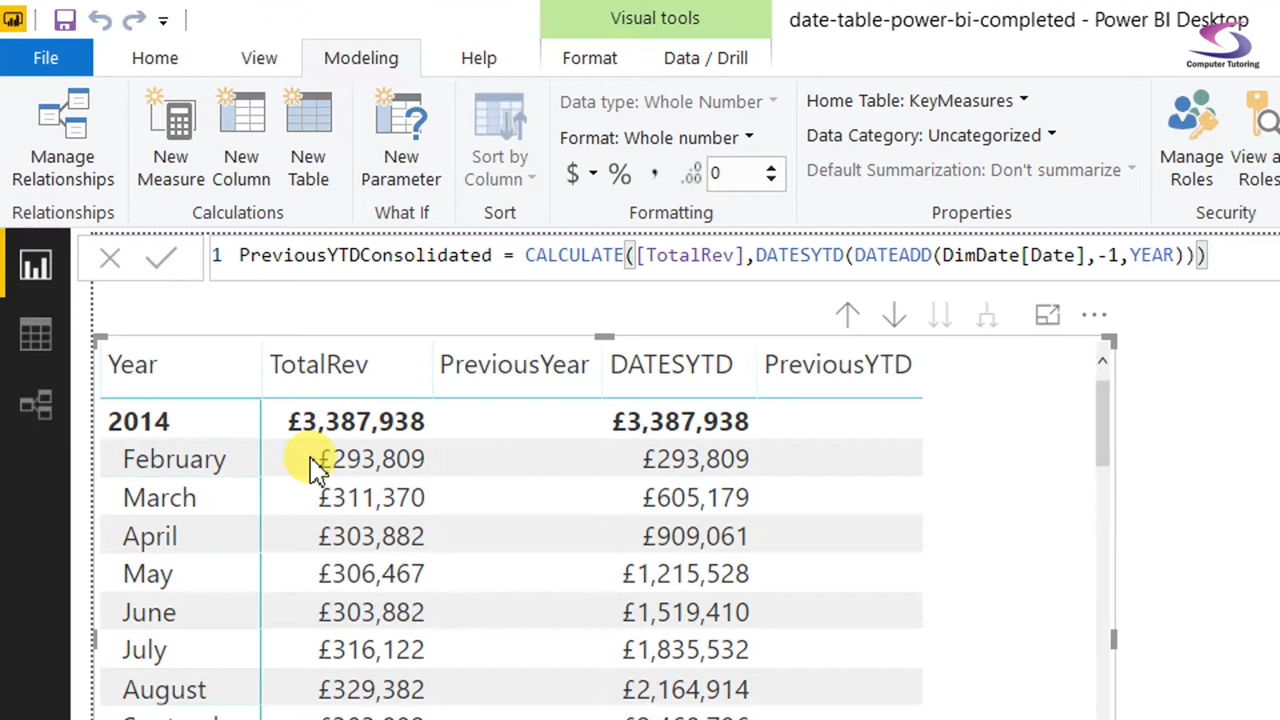 Visual tools
date-table-power-bi-completed - Power BI Desktop
Computer Tutoring
File
Home
View
Modeling
Help
Format
Data / Drill
Manage
Relationships
New
Measure
New
Column
New
Table
New
Parameter
Sort by
Column
Data type: Whole Number
Format: Whole number
$ % , .00 0
Home Table: KeyMeasures
Data Category: Uncategorized
Default Summarization: Don't summarize
Manage
Roles
View a
Roles
Relationships
Calculations
What If
Sort
Formatting
Properties
Security
1 PreviousYTDConsolidated = CALCULATE([TotalRev],DATESYTD(DATEADD(DimDate[Date],-1,YEAR)))
Year TotalRev PreviousYear DATESYTD PreviousYTD
2014 £3,387,938 £3,387,938
February £293,809 £293,809
March £311,370 £605,179
April £303,882 £909,061
May £306,467 £1,215,528
June £303,882 £1,519,410
July £316,122 £1,835,532
August £329,382 £2,164,914